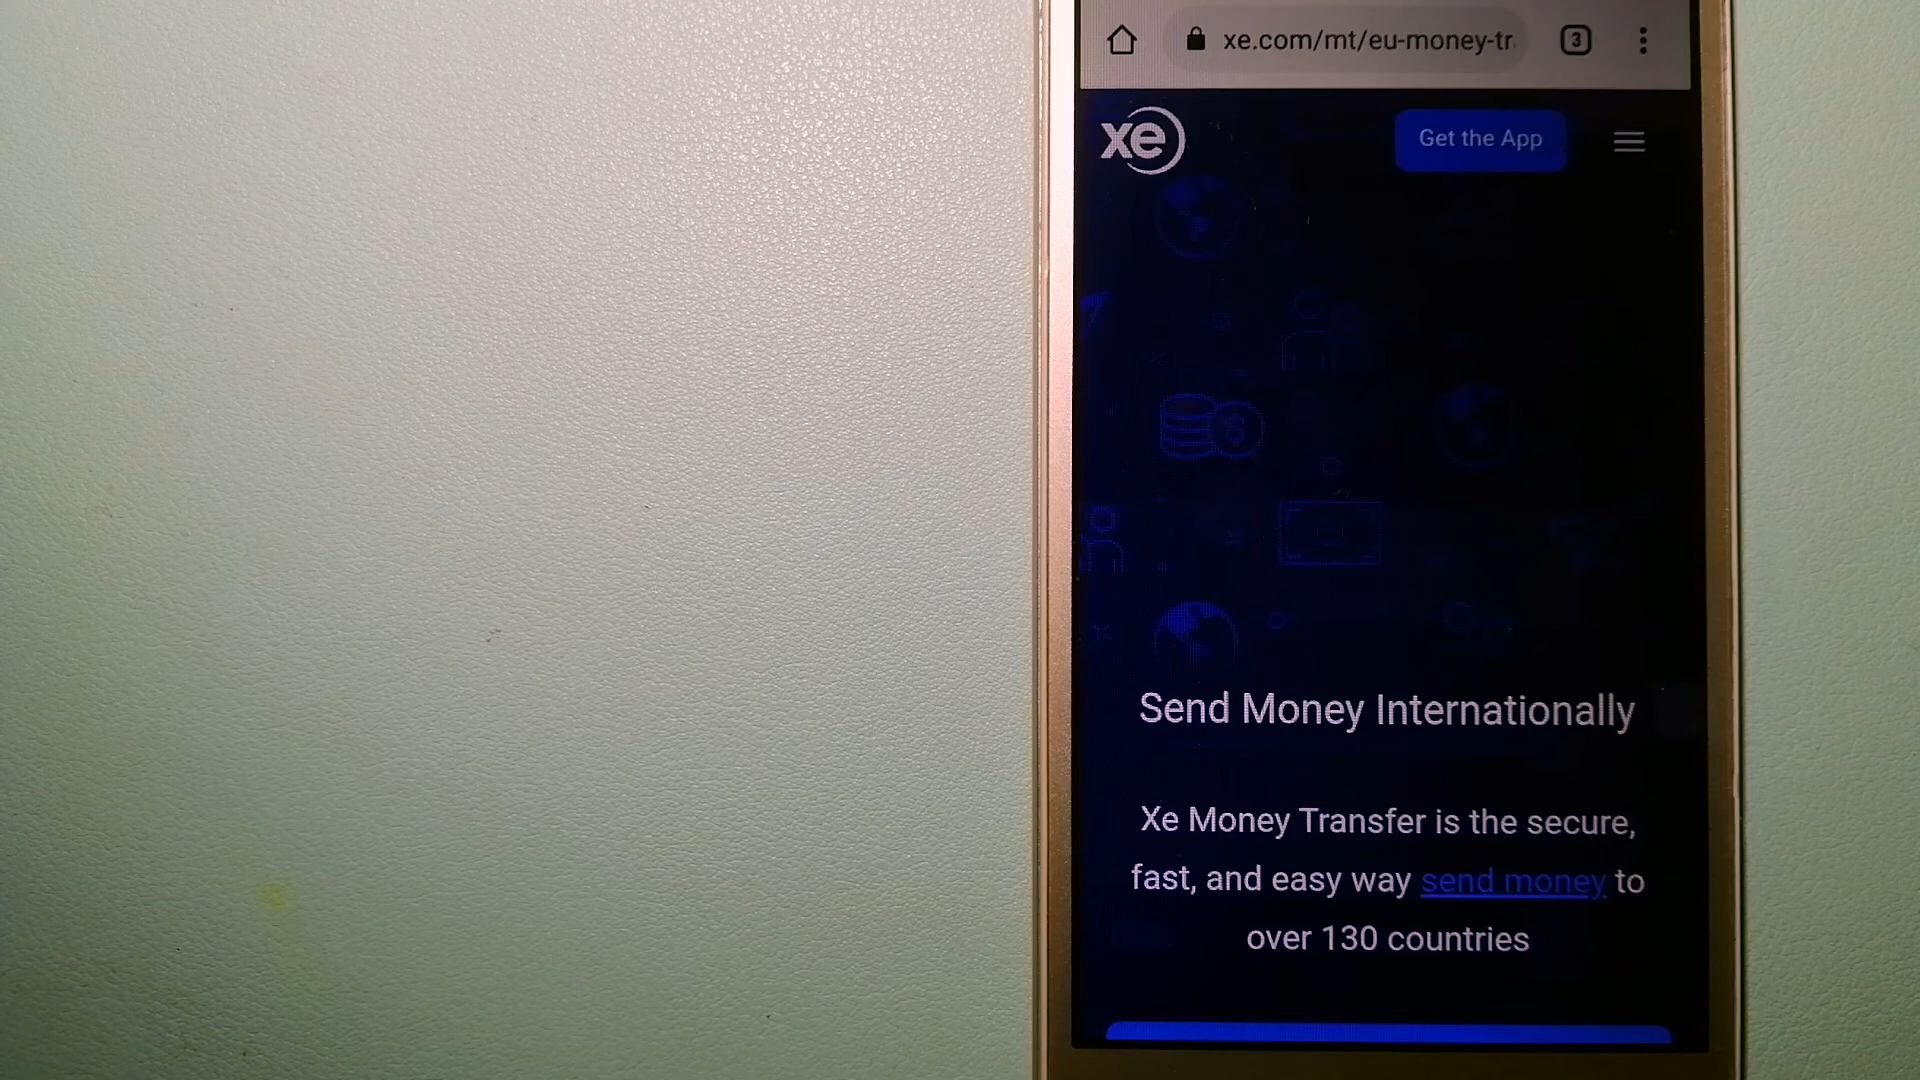 xe.com/mt/eu-money-tr
3
xe
Get the App
Send Money Internationally
Xe Money Transfer is the secure,
fast, and easy way send money to
over 130 countries